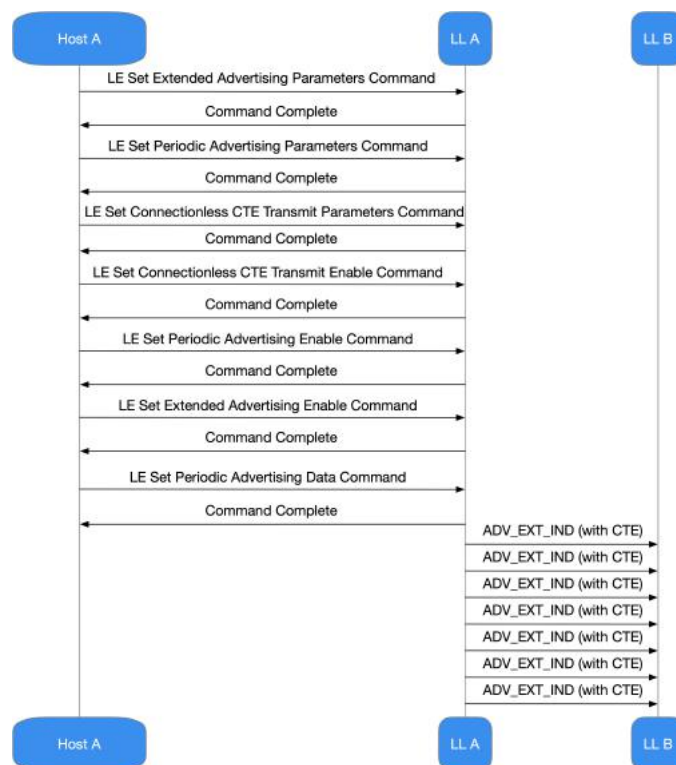 Host A LL A LL B
LE Set Extended Advertising Parameters Command
Command Complete
LE Set Periodic Advertising Parameters Command
Command Complete
LE Set Connectionless CTE Transmit Parameters Command
Command Complete
LE Set Connectionless CTE Transmit Enable Command
Command Complete
LE Set Periodic Advertising Enable Command
Command Complete
LE Set Extended Advertising Enable Command
Command Complete
LE Set Periodic Advertising Data Command
Command Complete
ADV_EXT_IND (with CTE)
ADV_EXT_IND (with CTE)
ADV_EXT_IND (with CTE)
ADV_EXT_IND (with CTE)
ADV_EXT_IND (with CTE)
ADV_EXT_IND (with CTE)
ADV_EXT_IND (with CTE)
Host A LL A LL B